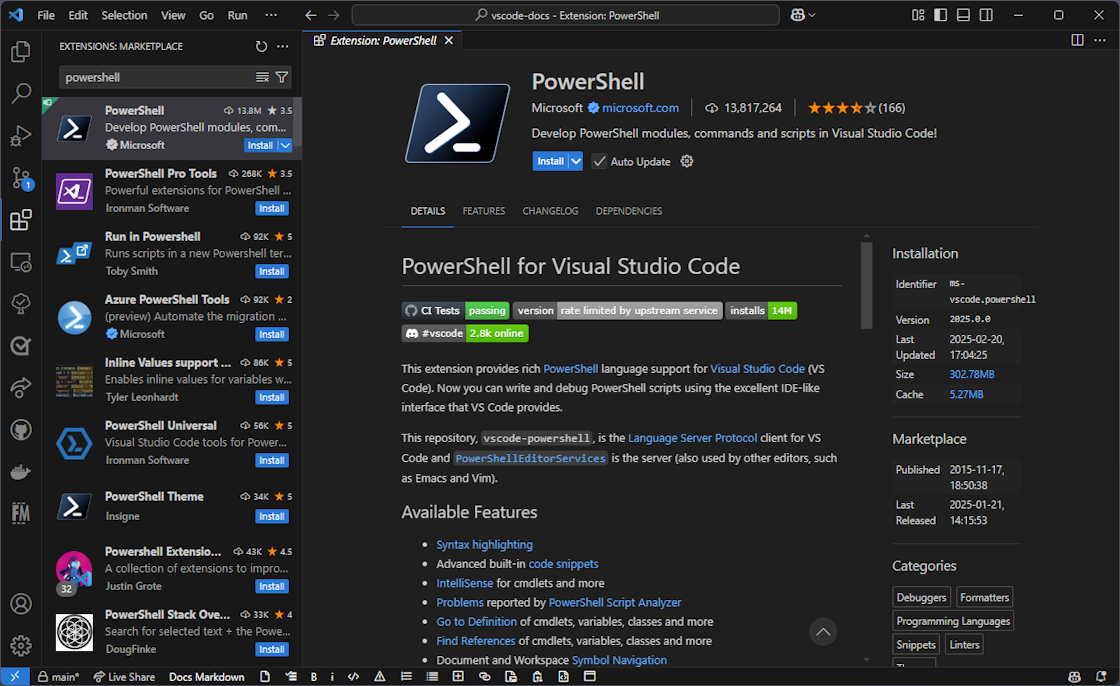 File Edit Selection View Go Run ···
vscode-docs - Extension: PowerShell
EXTENSIONS: MARKETPLACE
powershell
PowerShell 13.8M 3.5
Develop PowerShell modules, com...
Microsoft Install
PowerShell Pro Tools 268K 3.5
Powerful extensions for PowerShell ...
Ironman Software Install
Run in Powershell 92K 5
Runs scripts in a new Powershell ter...
Toby Smith Install
Azure PowerShell Tools 92K 2
(preview) Automate the migration ...
Microsoft Install
Inline Values support ... 86K 5
Enables inline values for variables w...
Tyler Leonhardt Install
PowerShell Universal 56K 5
Visual Studio Code tools for Power...
Ironman Software Install
PowerShell Theme 34K 5
Insigne Install
Powershell Extensio... 43K 4.5
A collection of extensions to impro...
32 Justin Grote Install
PowerShell Stack Ove... 33K 4
Search for selected text + the Powe...
DougFinke Install
1
FM
Extension: PowerShell
PowerShell
Microsoft microsoft.com 13,817,264 (166)
Develop PowerShell modules, commands and scripts in Visual Studio Code!
Install Auto Update
DETAILS FEATURES CHANGELOG DEPENDENCIES
PowerShell for Visual Studio Code
CI Tests passing version rate limited by upstream service installs 14M
#vscode 2.8k online
This extension provides rich PowerShell language support for Visual Studio Code (VS
Code). Now you can write and debug PowerShell scripts using the excellent IDE-like
interface that VS Code provides.
This repository, vscode-powershell, is the Language Server Protocol client for VS
Code and PowerShellEditorServices is the server (also used by other editors, such
as Emacs and Vim).
Available Features
• Syntax highlighting
• Advanced built-in code snippets
• IntelliSense for cmdlets and more
• Problems reported by PowerShell Script Analyzer
• Go to Definition of cmdlets, variables, classes and more
• Find References of cmdlets, variables, classes and more
• Document and Workspace Symbol Navigation
Installation
Identifier ms-
vscode.powershell
Version 2025.0.0
Last 2025-02-20,
Updated 17:04:25
Size 302.78MB
Cache 5.27MB
Marketplace
Published 2015-11-17,
18:50:38
Last 2025-01-21,
Released 14:15:53
Categories
Debuggers Formatters
Programming Languages
Snippets Linters
main* Live Share Docs Markdown B i